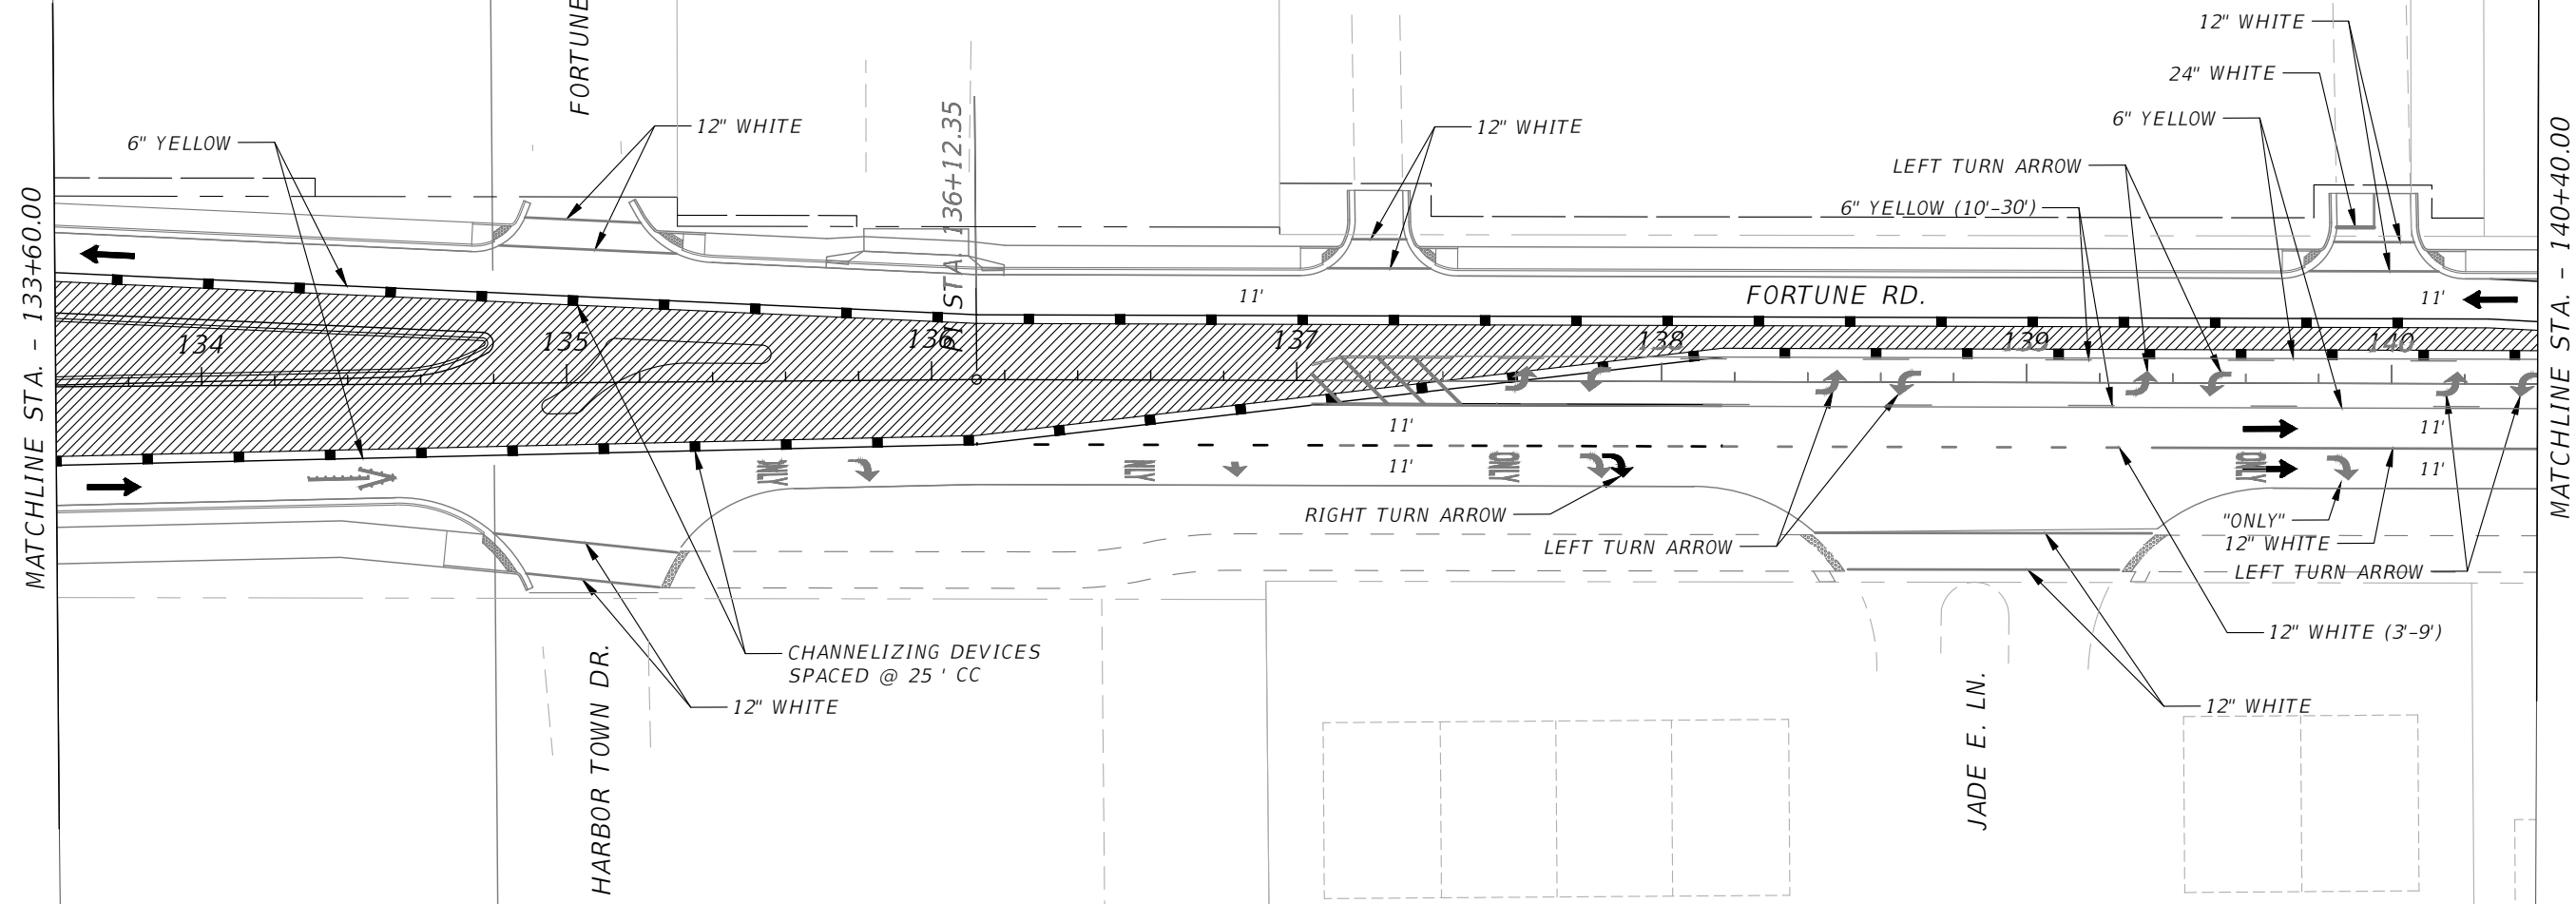 FORTUNE
12" WHITE
24" WHITE
6" YELLOW
12" WHITE
12" WHITE
6" YELLOW
LEFT TURN ARROW
6" YELLOW (10'-30')
MATCHLINE STA. - 133+60.00
PI STA. 136+12.35
MATCHLINE STA. - 140+40.00
11'
FORTUNE RD.
11'
134
135
136
137
138
139
140
11'
11'
11'
11'
ONLY
ONLY
RIGHT TURN ARROW
LEFT TURN ARROW
"ONLY"
12" WHITE
LEFT TURN ARROW
12" WHITE (3'-9')
CHANNELIZING DEVICES
SPACED @ 25 ' CC
12" WHITE
12" WHITE
HARBOR TOWN DR.
JADE E. LN.